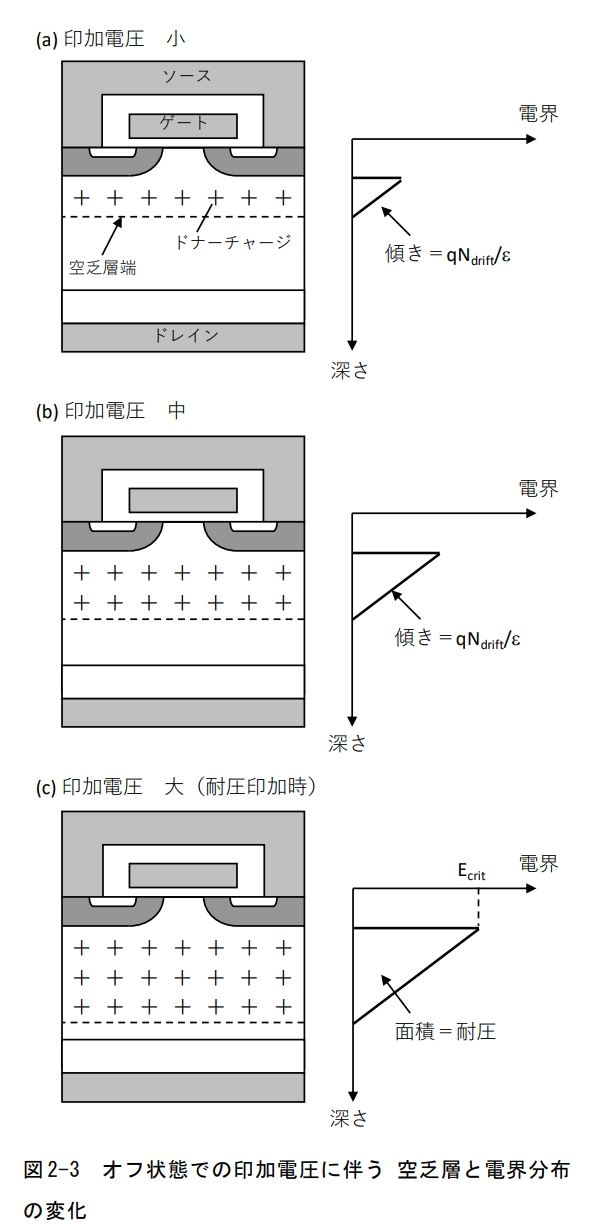 (a) 印加電圧　小
ソース
ゲート
電界
+ + + + + + +
ドナーチャージ
空乏層端
傾き＝qNdrift/ε
ドレイン
深さ
(b) 印加電圧　中
電界
+ + + + + + +
+ + + + + + +
傾き＝qNdrift/ε
深さ
(c) 印加電圧　大（耐圧印加時）
Ecrit
電界
+ + + + + + +
+ + + + + + +
+ + + + + + +
面積＝耐圧
深さ
図2-3　オフ状態での印加電圧に伴う 空乏層と電界分布
の変化